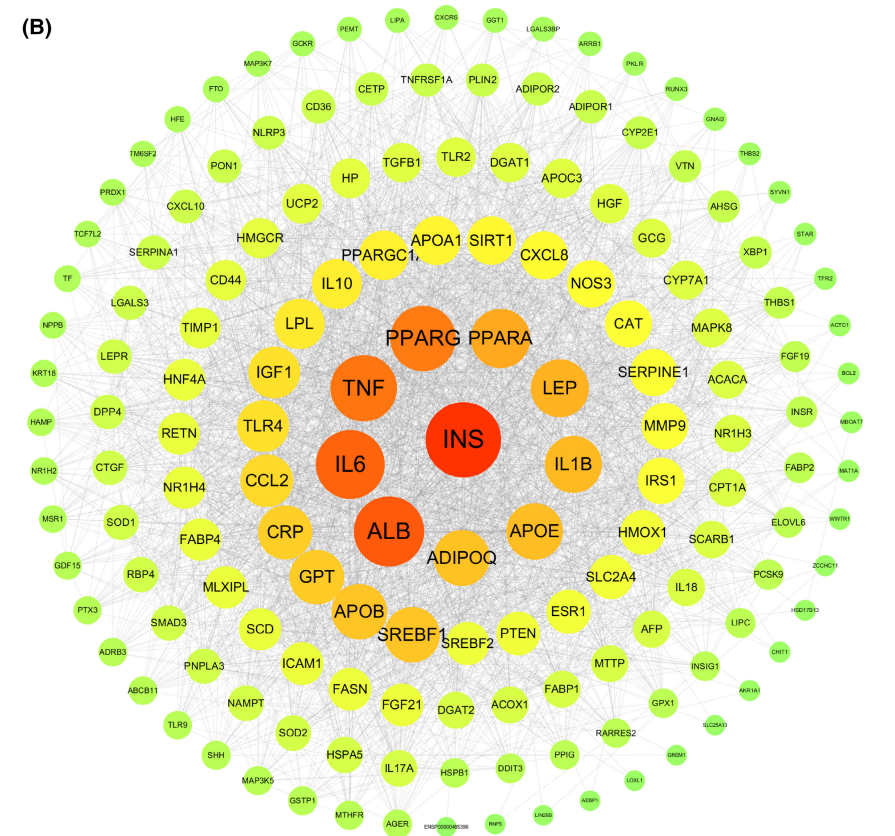 (B)
CXCR6
LIPA
GGT1
PEMT
LGALS3BP
GCKR
ARRB1
MAP3K7
PKLR
TNFRSF1A
PLIN2
FTO
CETP
ADIPOR2
RUNX3
CD36
ADIPOR1
HFE
GNAI2
NLRP3
CYP2E1
TM6SF2
TGFB1
TLR2
DGAT1
THBS2
PON1
HP
APOC3
VTN
PRDX1
SYVN1
CXCL10
UCP2
HGF
AHSG
TCF7L2
STAR
HMGCR
APOA1
SIRT1
GCG
SERPINA1
PPARGC1
CXCL8
XBP1
TF
TFR2
CD44
IL10
NOS3
CYP7A1
LGALS3
THBS1
NPPB
TIMP1
LPL
CAT
MAPK8
ACTC1
PPARG
PPARA
LEPR
FGF19
KRT18
HNF4A
IGF1
SERPINE1
ACACA
BCL2
TNF
LEP
DPP4
INSR
HAMP
RETN
TLR4
MMP9
NR1H3
MBOAT7
INS
CTGF
IL6
IL1B
FABP2
NR1H2
NR1H4
CCL2
IRS1
CPT1A
MAT1A
MSR1
SOD1
ELOVL6
WWTR1
FABP4
CRP
ALB
APOE
HMOX1
SCARB1
GDF15
ADIPOQ
ZCCHC11
RBP4
GPT
SLC2A4
PCSK9
MLXIPL
IL18
PTX3
APOB
ESR1
HSD17B13
SMAD3
SCD
SREBF1
SREBF2
PTEN
AFP
LIPC
ADRB3
CHIT1
PNPLA3
ICAM1
MTTP
INSIG1
ABCB11
FASN
FABP1
AKR1A1
NAMPT
FGF21
DGAT2
ACOX1
GPX1
TLR9
SOD2
RARRES2
SLC25A13
SHH
HSPA5
PPIG
GREM1
IL17A
HSPB1
DDIT3
MAP3K5
LOXL1
GSTP1
AEBP1
MTHFR
LIN28B
AGER
ENSP00000485396
RNF5